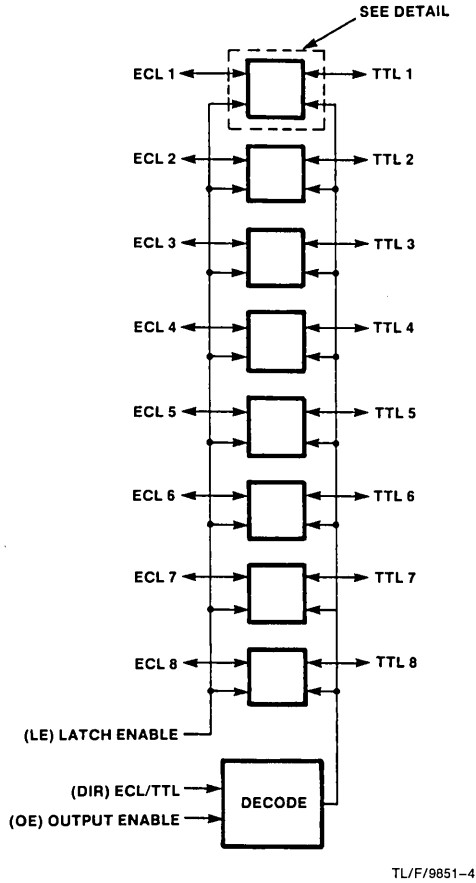 SEE DETAIL
ECL 1 TTL 1
ECL 2 TTL 2
ECL 3 TTL 3
ECL 4 TTL 4
ECL 5 TTL 5
ECL 6 TTL 6
ECL 7 TTL 7
ECL 8 TTL 8
(LE) LATCH ENABLE
(DIR) ECL/TTL
DECODE
(OE) OUTPUT ENABLE
TL/F/9851–4